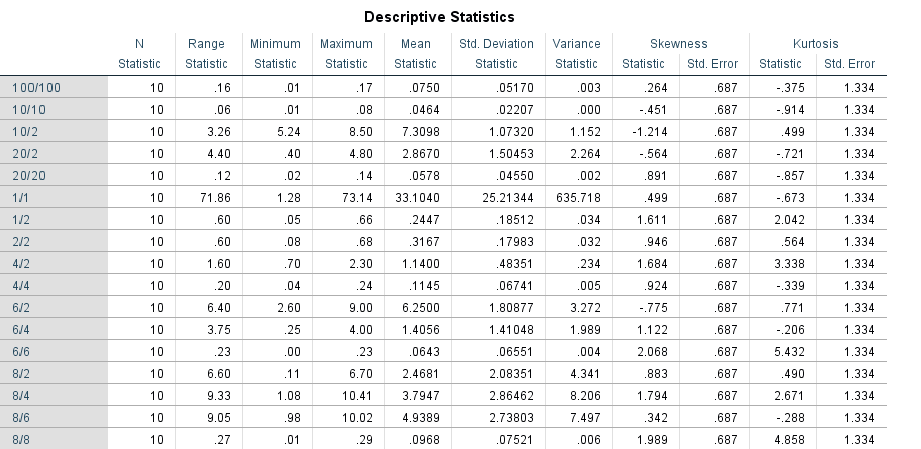 Descriptive Statistics
N Range Minimum Maximum Mean Std. Deviation Variance Skewness Kurtosis
Statistic Statistic Statistic Statistic Statistic Statistic Statistic Statistic Std. Error Statistic Std. Error
100/100 10 .16 .01 .17 .0750 .05170 .003 .264 .687 -.375 1.334
10/10 10 .06 .01 .08 .0464 .02207 .000 -.451 .687 -.914 1.334
10/2 10 3.26 5.24 8.50 7.3098 1.07320 1.152 -1.214 .687 .499 1.334
20/2 10 4.40 .40 4.80 2.8670 1.50453 2.264 -.564 .687 -.721 1.334
20/20 10 .12 .02 .14 .0578 .04550 .002 .891 .687 -.857 1.334
1/1 10 71.86 1.28 73.14 33.1040 25.21344 635.718 .499 .687 -.673 1.334
1/2 10 .60 .05 .66 .2447 .18512 .034 1.611 .687 2.042 1.334
2/2 10 .60 .08 .68 .3167 .17983 .032 .946 .687 .564 1.334
4/2 10 1.60 .70 2.30 1.1400 .48351 .234 1.684 .687 3.338 1.334
4/4 10 .20 .04 .24 .1145 .06741 .005 .924 .687 -.339 1.334
6/2 10 6.40 2.60 9.00 6.2500 1.80877 3.272 -.775 .687 .771 1.334
6/4 10 3.75 .25 4.00 1.4056 1.41048 1.989 1.122 .687 -.206 1.334
6/6 10 .23 .00 .23 .0643 .06551 .004 2.068 .687 5.432 1.334
8/2 10 6.60 .11 6.70 2.4681 2.08351 4.341 .883 .687 .490 1.334
8/4 10 9.33 1.08 10.41 3.7947 2.86462 8.206 1.794 .687 2.671 1.334
8/6 10 9.05 .98 10.02 4.9389 2.73803 7.497 .342 .687 -.288 1.334
8/8 10 .27 .01 .29 .0968 .07521 .006 1.989 .687 4.858 1.334